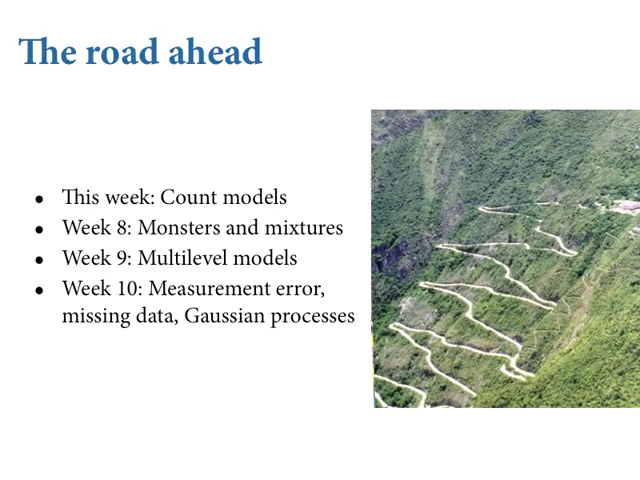 The road ahead
• This week: Count models
• Week 8: Monsters and mixtures
• Week 9: Multilevel models
• Week 10: Measurement error,
missing data, Gaussian processes